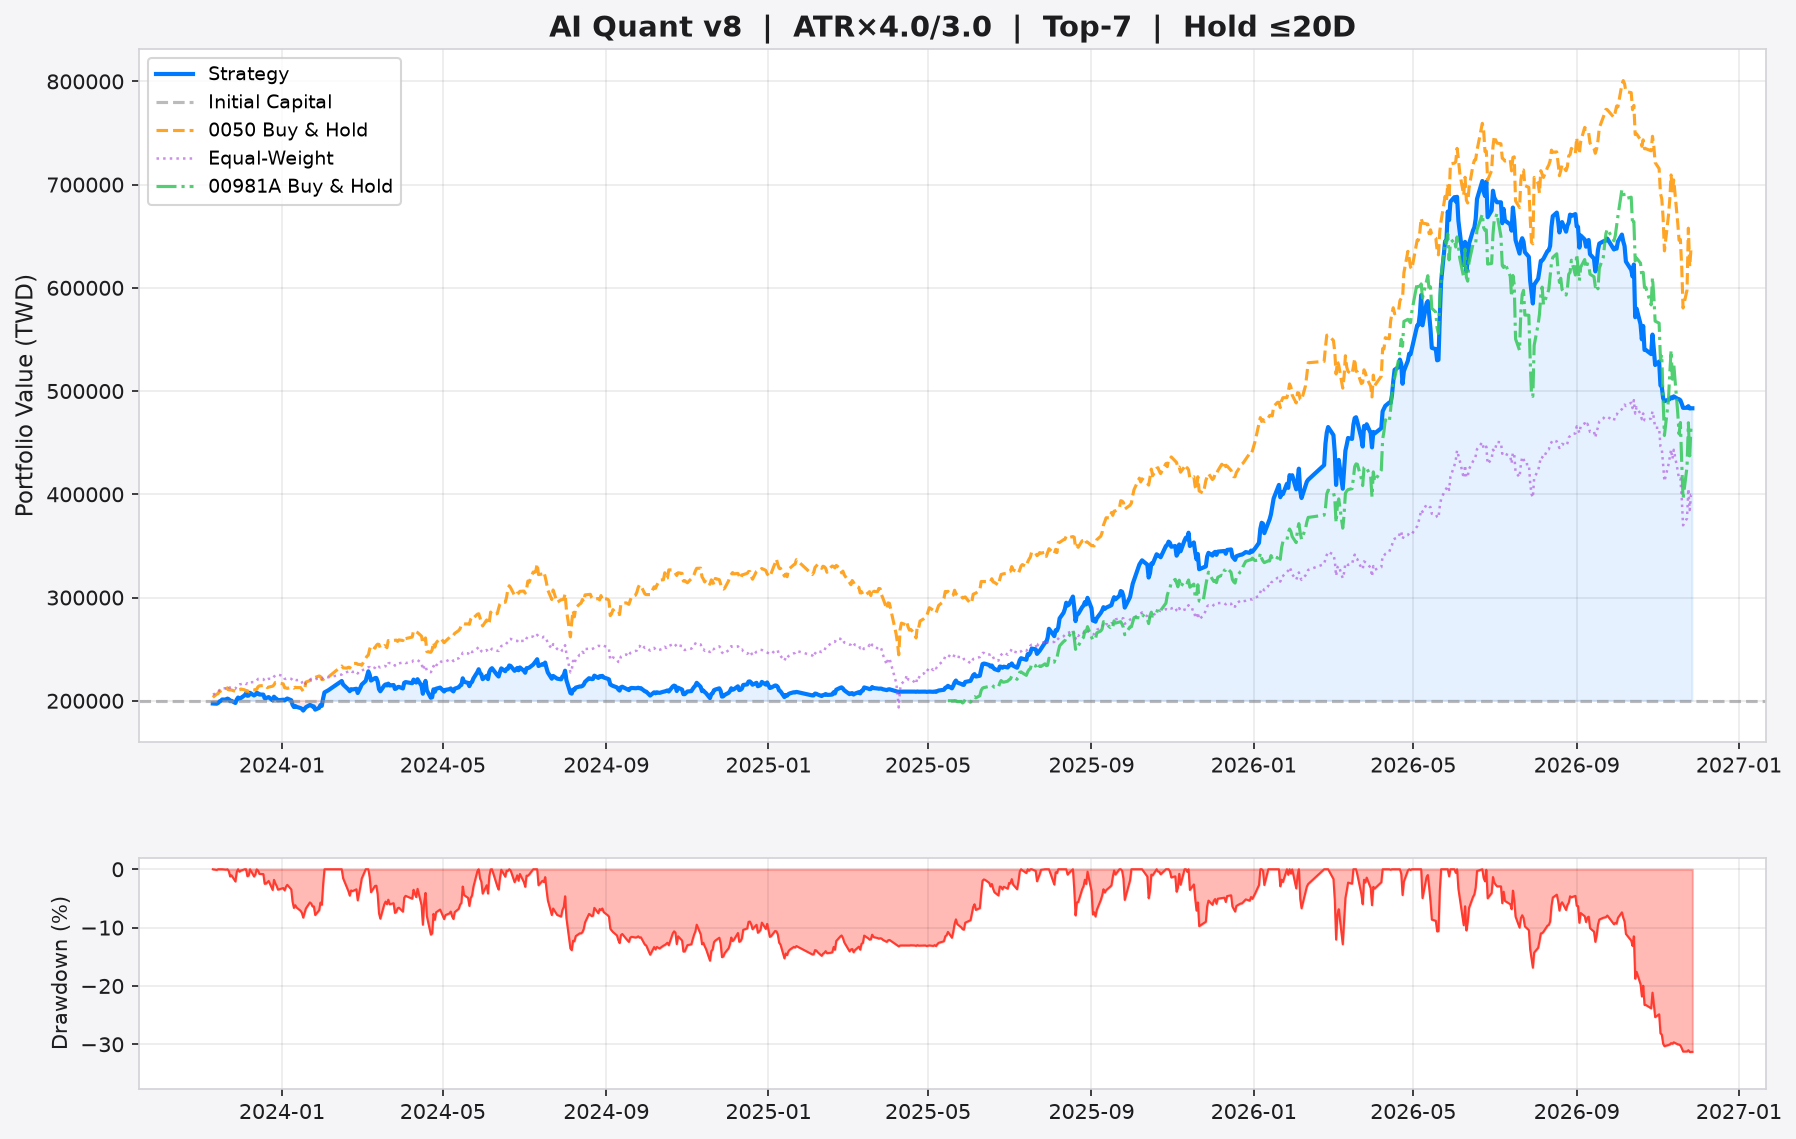 AI Quant v8 | ATR×4.0/3.0 | Top-7 | Hold ≤20D
Strategy
Initial Capital
0050 Buy & Hold
Equal-Weight
00981A Buy & Hold
Portfolio Value (TWD)
800000
700000
600000
500000
400000
300000
200000
2024-01 2024-05 2024-09 2025-01 2025-05 2025-09 2026-01 2026-05 2026-09 2027-01
Drawdown (%)
0
−10
−20
−30
2024-01 2024-05 2024-09 2025-01 2025-05 2025-09 2026-01 2026-05 2026-09 2027-01